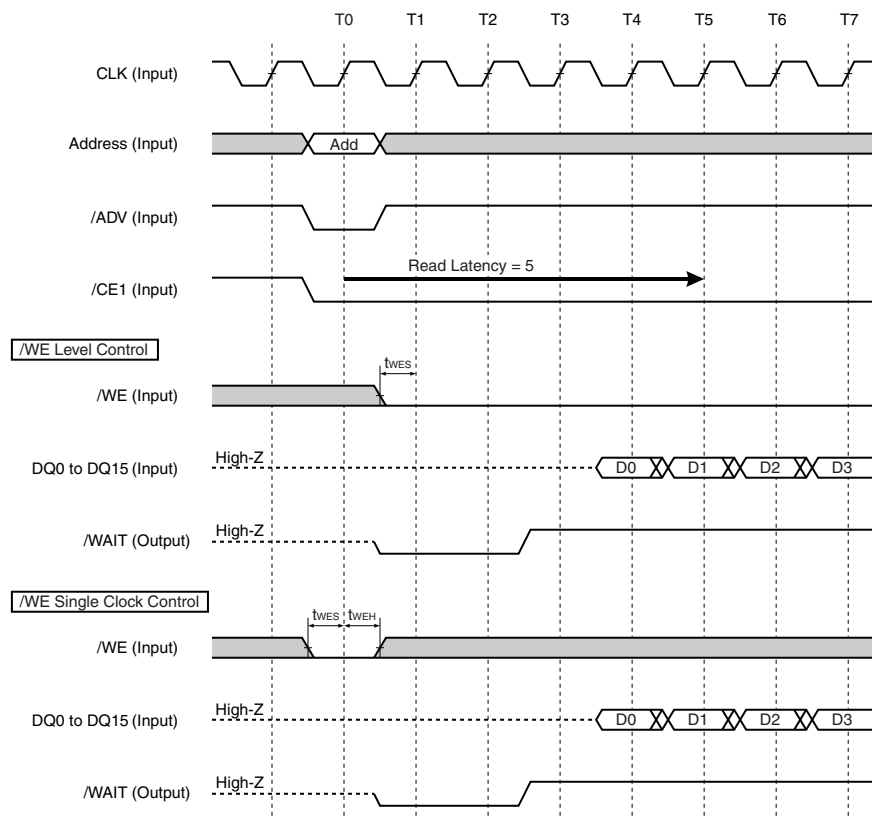 T0 T1 T2 T3 T4 T5 T6 T7
CLK (Input)
Address (Input) Add
/ADV (Input)
Read Latency = 5
/CE1 (Input)
/WE Level Control
tWES
/WE (Input)
High-Z
DQ0 to DQ15 (Input) D0 D1 D2 D3
High-Z
/WAIT (Output)
/WE Single Clock Control
tWES tWEH
/WE (Input)
High-Z
DQ0 to DQ15 (Input) D0 D1 D2 D3
High-Z
/WAIT (Output)